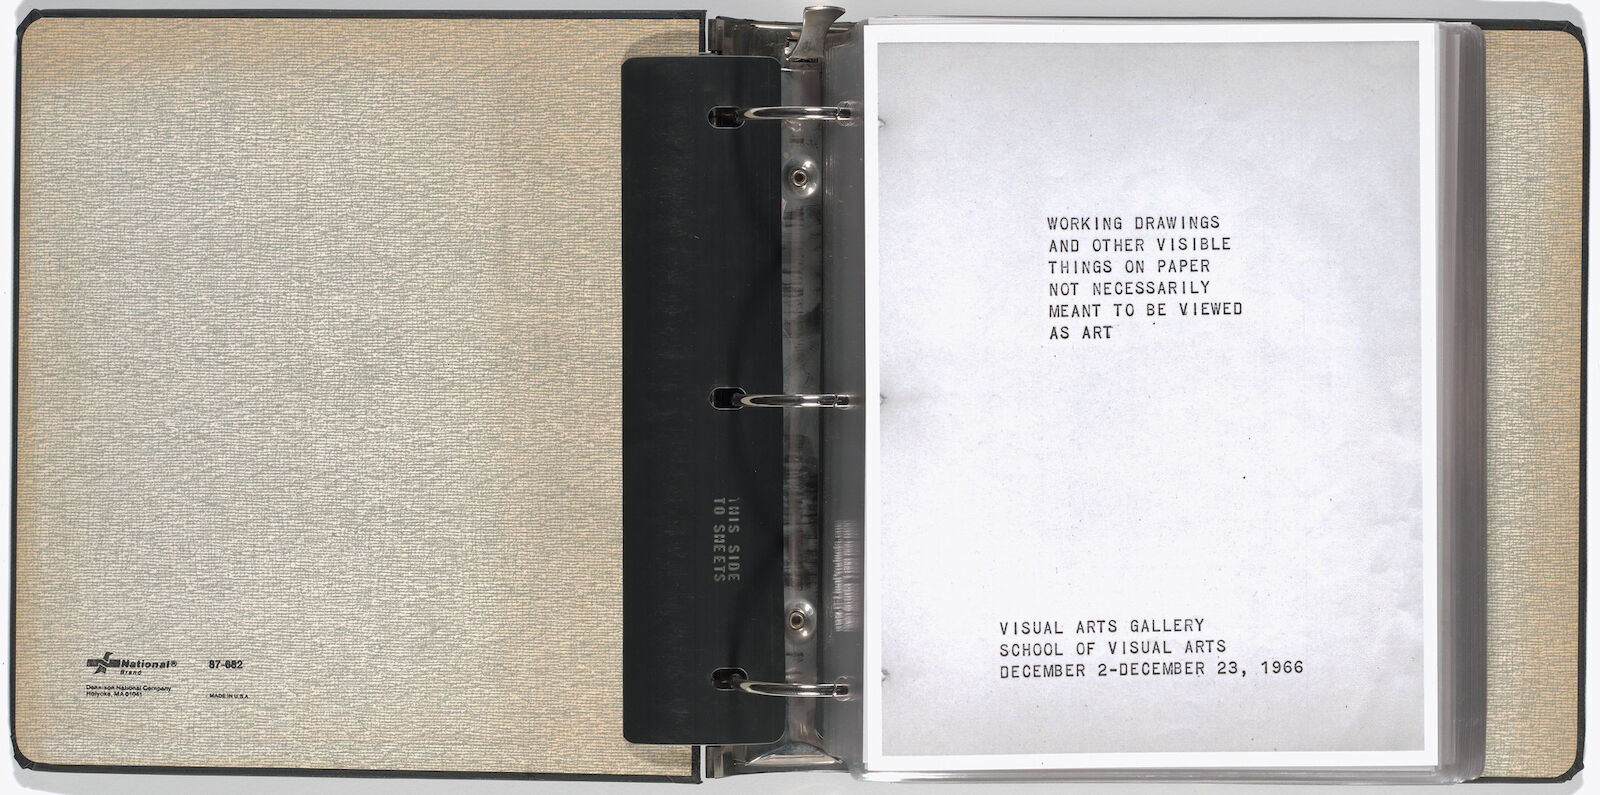 National® 87-882
Brand
Dennison National Company
Holyoke, MA 01041 MADE IN U.S.A.
THIS SIDE
TO SHEETS
WORKING DRAWINGS
AND OTHER VISIBLE
THINGS ON PAPER
NOT NECESSARILY
MEANT TO BE VIEWED
AS ART
VISUAL ARTS GALLERY
SCHOOL OF VISUAL ARTS
DECEMBER 2-DECEMBER 23, 1966